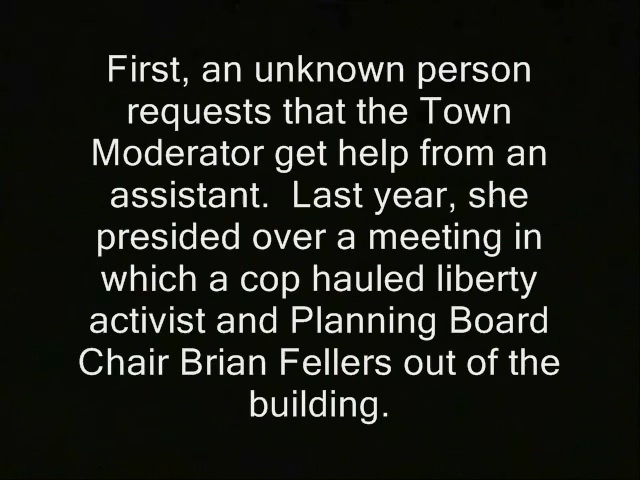 First, an unknown person
requests that the Town
Moderator get help from an
assistant.  Last year, she
presided over a meeting in
which a cop hauled liberty
activist and Planning Board
Chair Brian Fellers out of the
building.